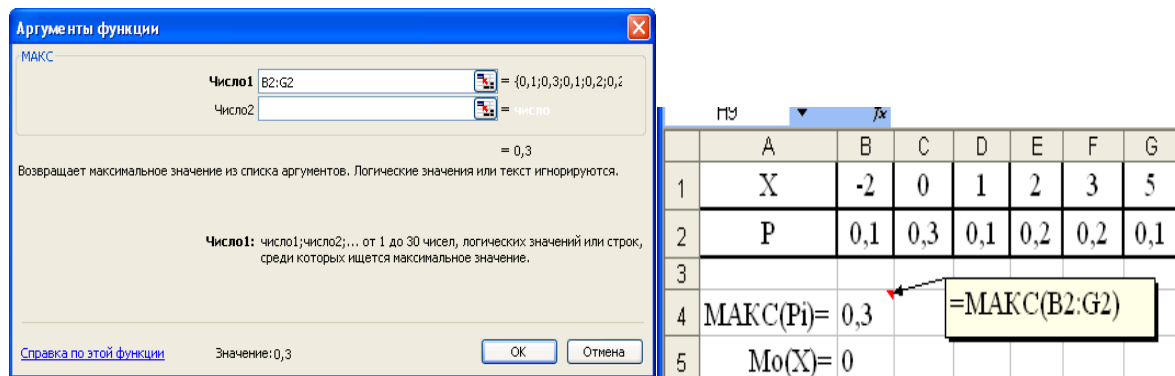 Аргументы функции
МАКС
Число1 B2:G2 = {0,1;0,3;0,1;0,2;0,2
Число2 = число
= 0,3
Возвращает максимальное значение из списка аргументов. Логические значения или текст игнорируются.
Число1: число1;число2;... от 1 до 30 чисел, логических значений или строк,
среди которых ищется максимальное значение.
Справка по этой функции Значение:0,3 ОК Отмена
H9 fx
A B C D E F G
1 X -2 0 1 2 3 5
2 P 0,1 0,3 0,1 0,2 0,2 0,1
3
4 МАКС(Pi)= 0,3 =МАКС(B2:G2)
5 Mo(X)= 0